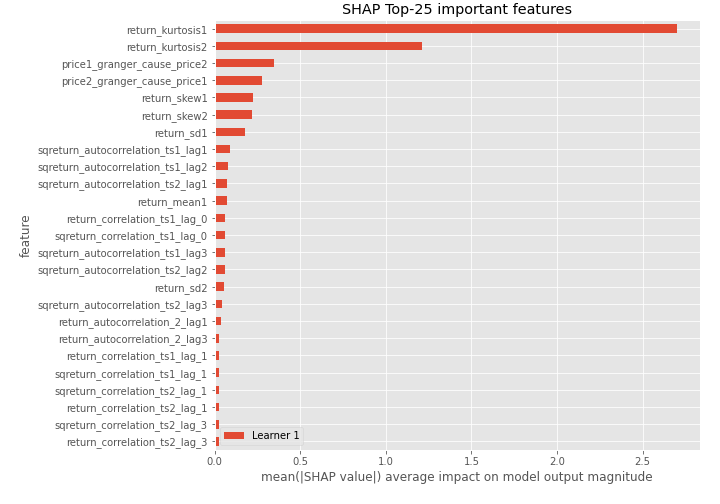 SHAP Top-25 important features
feature
return_kurtosis1
return_kurtosis2
price1_granger_cause_price2
price2_granger_cause_price1
return_skew1
return_skew2
return_sd1
sqreturn_autocorrelation_ts1_lag1
sqreturn_autocorrelation_ts1_lag2
sqreturn_autocorrelation_ts2_lag1
return_mean1
return_correlation_ts1_lag_0
sqreturn_correlation_ts1_lag_0
sqreturn_autocorrelation_ts1_lag3
sqreturn_autocorrelation_ts2_lag2
return_sd2
sqreturn_autocorrelation_ts2_lag3
return_autocorrelation_2_lag1
return_autocorrelation_2_lag3
return_correlation_ts1_lag_1
sqreturn_correlation_ts1_lag_1
sqreturn_correlation_ts2_lag_1
return_correlation_ts2_lag_1
sqreturn_correlation_ts2_lag_3
return_correlation_ts2_lag_3
Learner 1
0.0 0.5 1.0 1.5 2.0 2.5
mean(|SHAP value|) average impact on model output magnitude